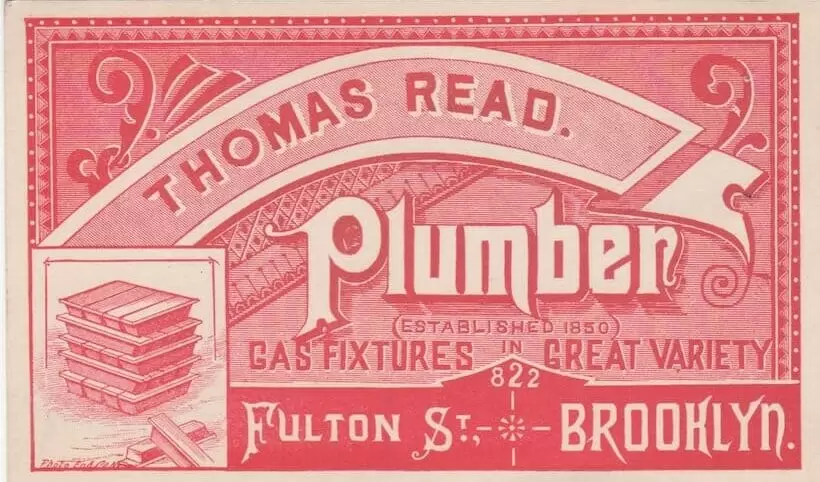 THOMAS READ.
Plumber
(ESTABLISHED 1850)
GAS FIXTURES IN GREAT VARIETY
822
FULTON ST., BROOKLYN.